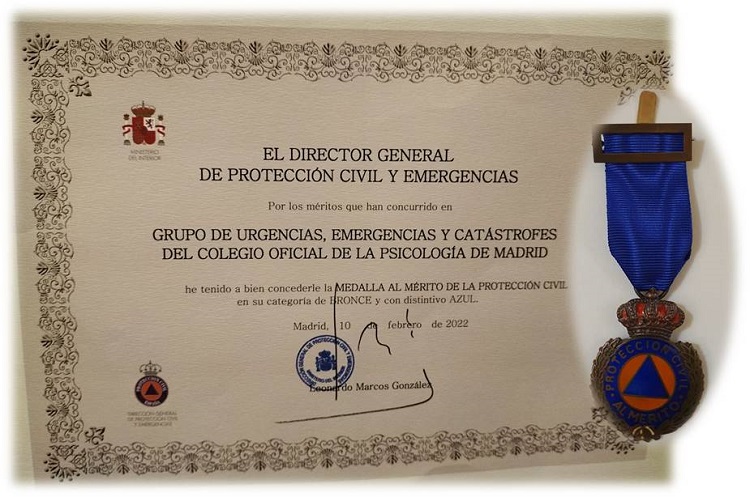 MINISTERIO
DEL INTERIOR
EL DIRECTOR GENERAL
DE PROTECCIÓN CIVIL Y EMERGENCIAS
Por los méritos que han concurrido en
GRUPO DE URGENCIAS, EMERGENCIAS Y CATÁSTROFES
DEL COLEGIO OFICIAL DE LA PSICOLOGÍA DE MADRID
he tenido a bien concederle la MEDALLA AL MÉRITO DE LA PROTECCIÓN CIVIL
en su categoría de BRONCE y con distintivo AZUL.
Madrid, 10 de febrero de 2022
Leonardo Marcos González
DIRECCIÓN GENERAL
DE PROTECCIÓN CIVIL
Y EMERGENCIAS
PROTECCION CIVIL
AL MERITO